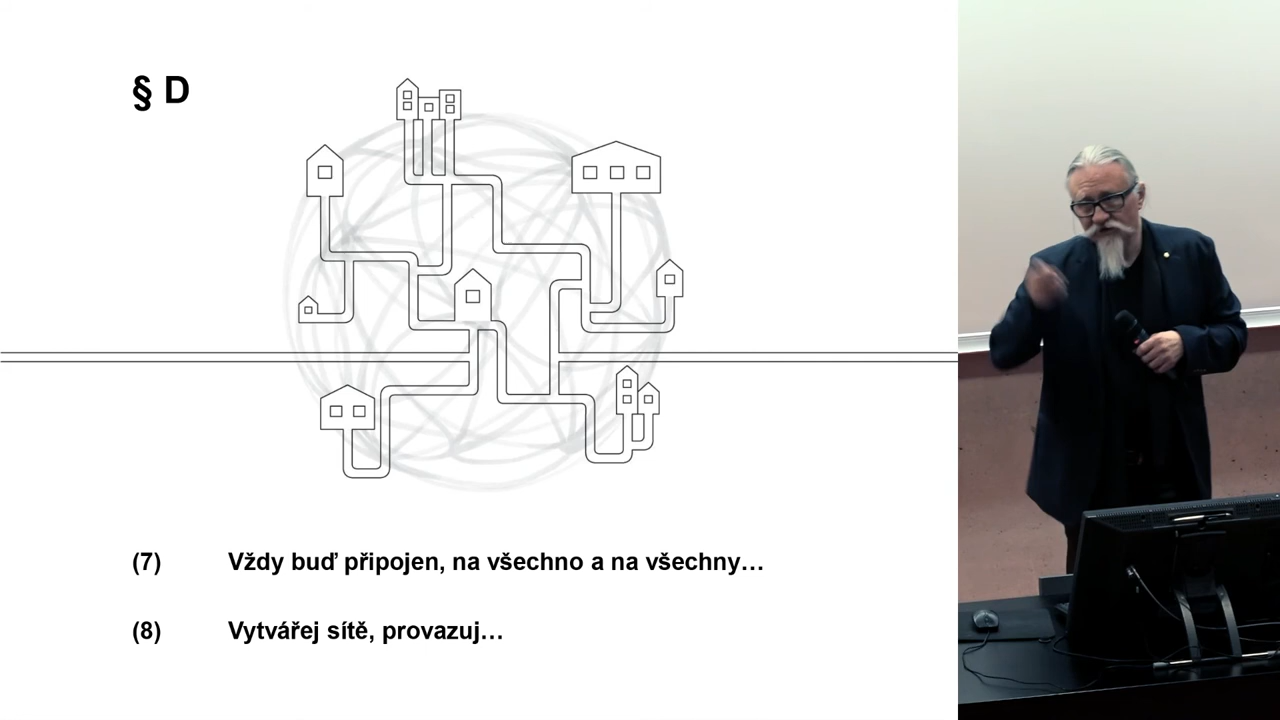 § D
(7) Vždy buď připojen, na všechno a na všechny…
(8) Vytvářej sítě, provazuj…